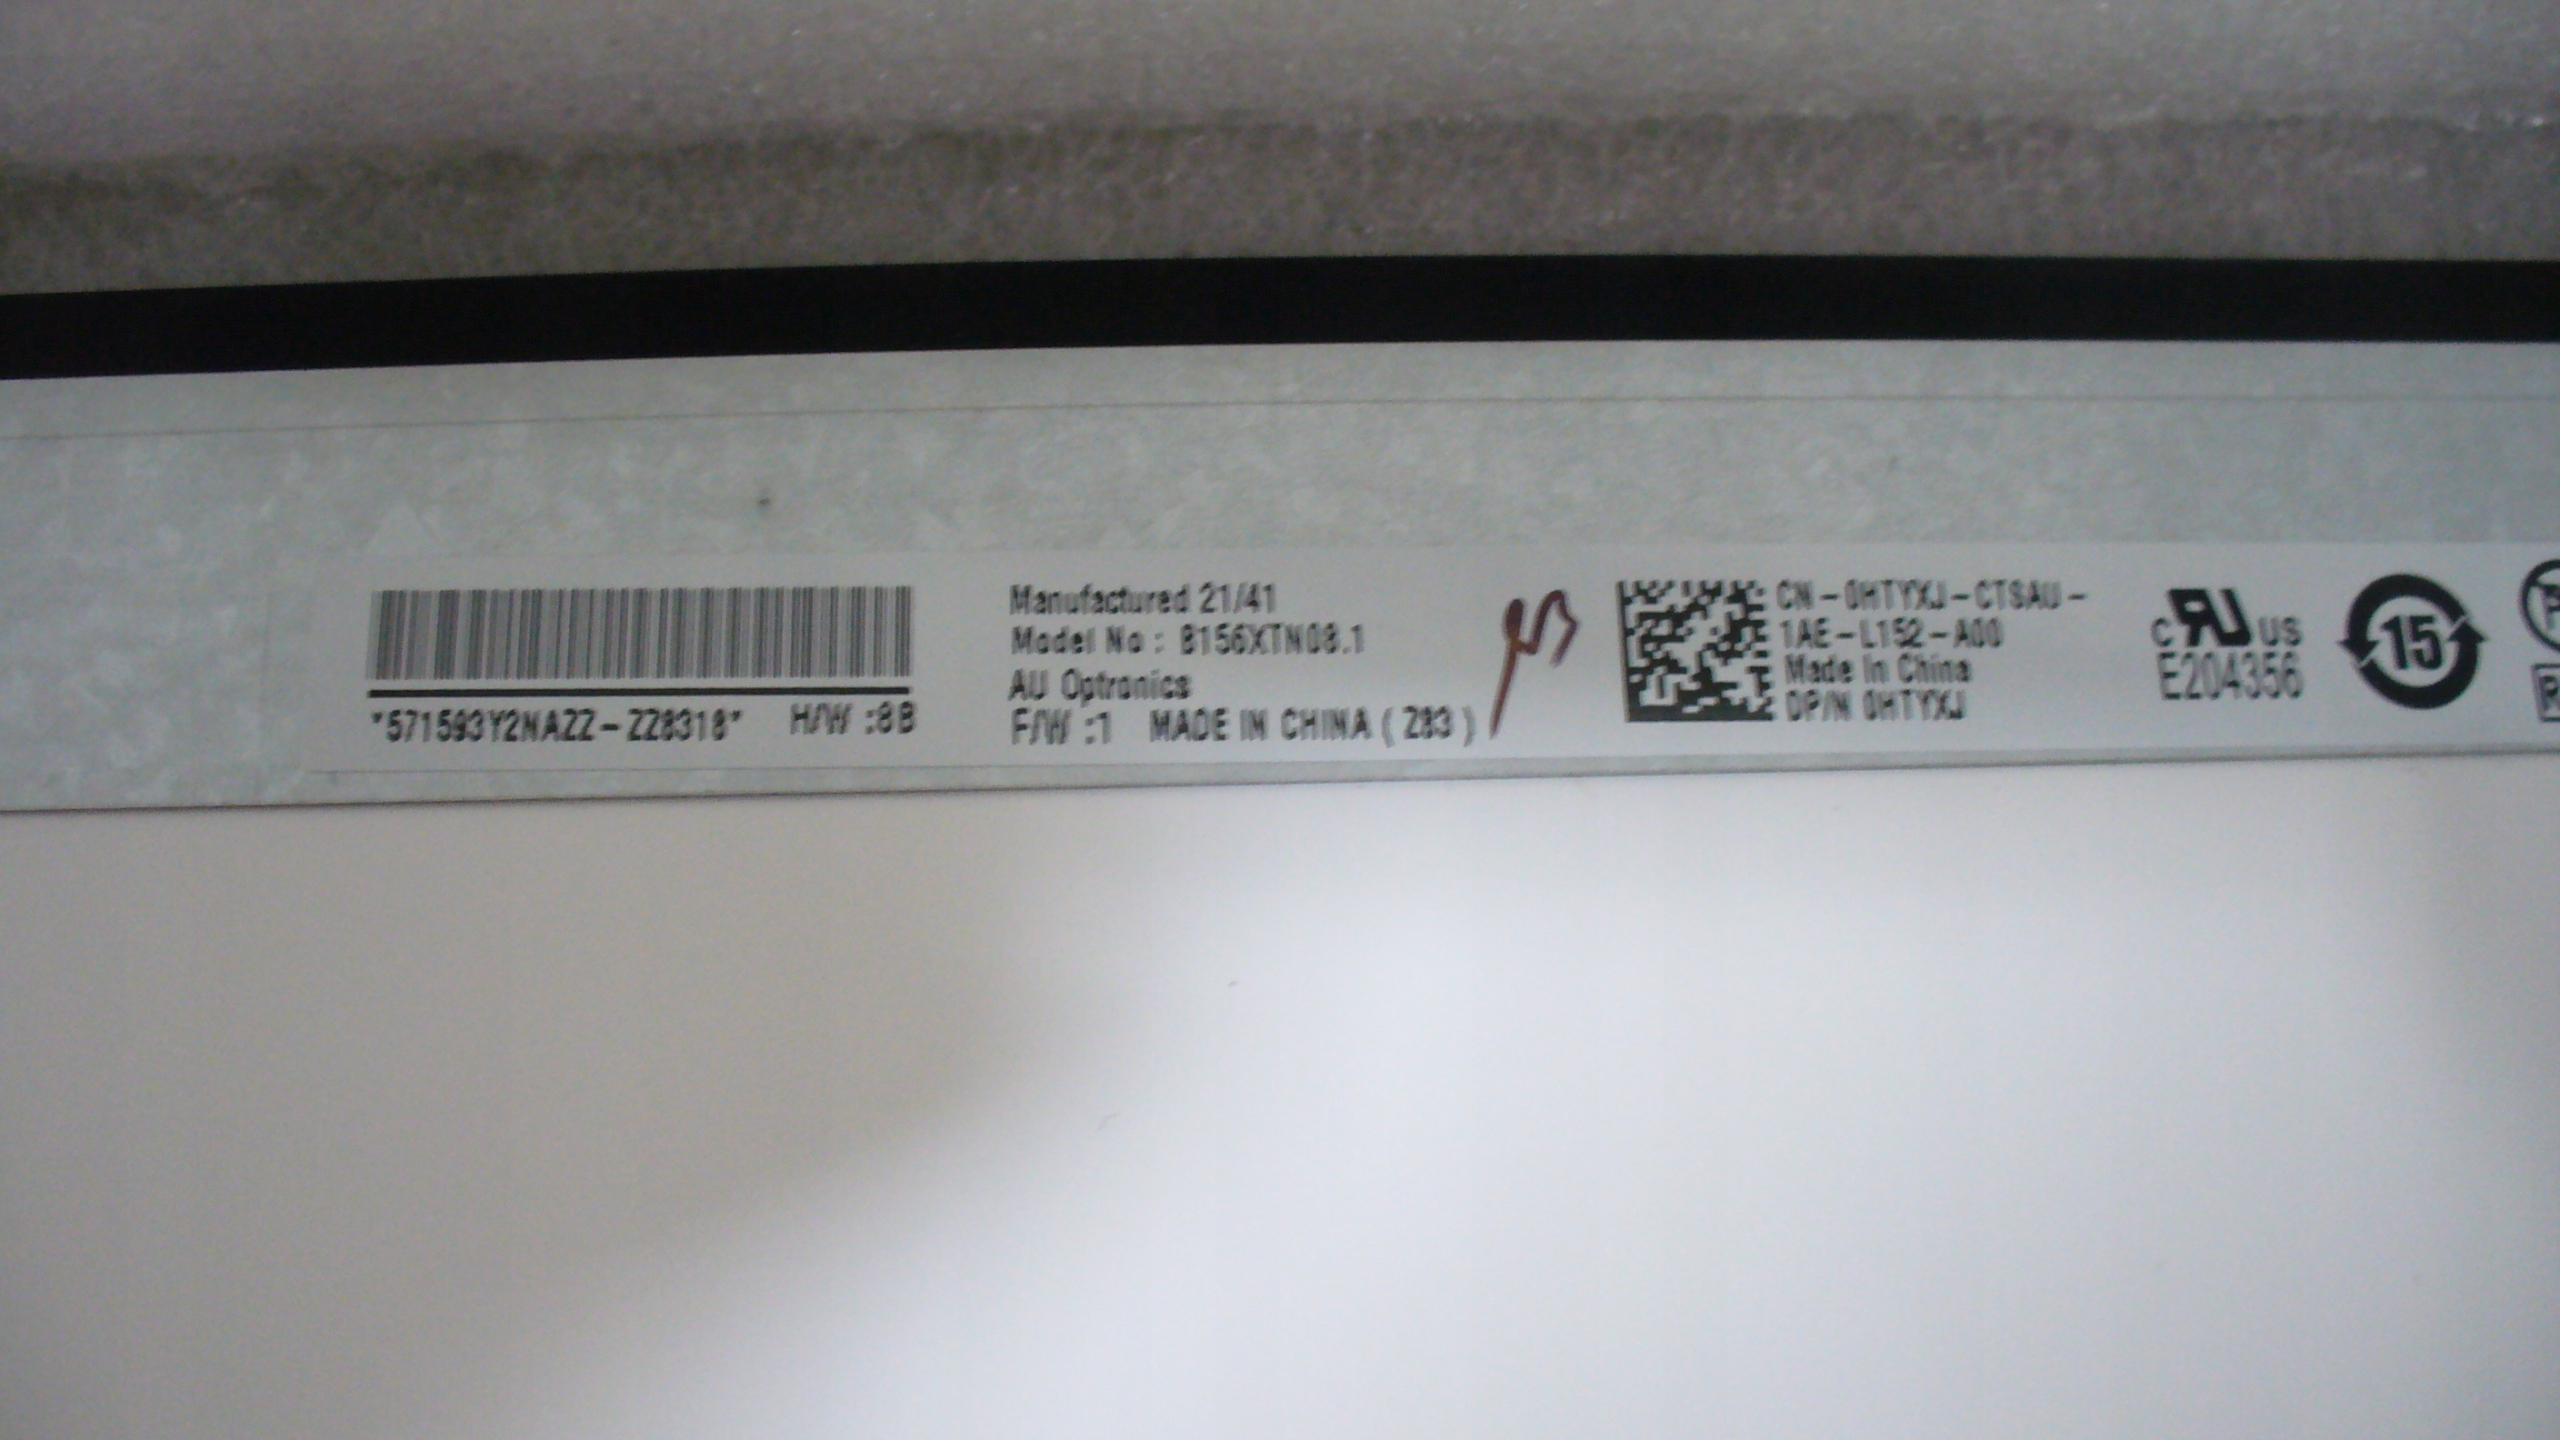 Manufactured 21/41
Model No : B156XTN08.1
AU Optronics
F/W :1 MADE IN CHINA ( Z83 )
*571593Y2NAZZ-ZZ8318* H/W :8B
CN-0HTYXJ-CTSAU-
1AE-L152-A00
Made In China
DP/N 0HTYXJ
c US
E204356
15